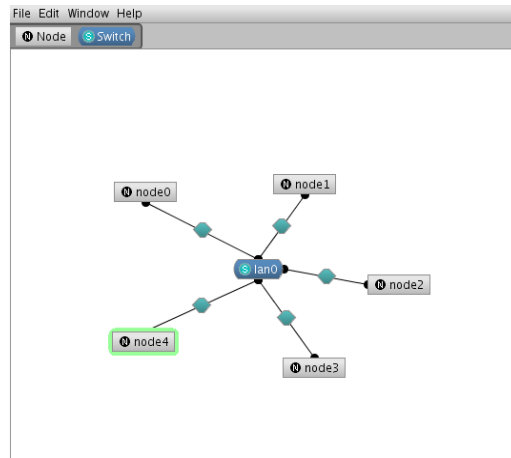 File Edit Window Help
N Node S Switch
N node0
N node1
S lan0
N node2
N node4
N node3